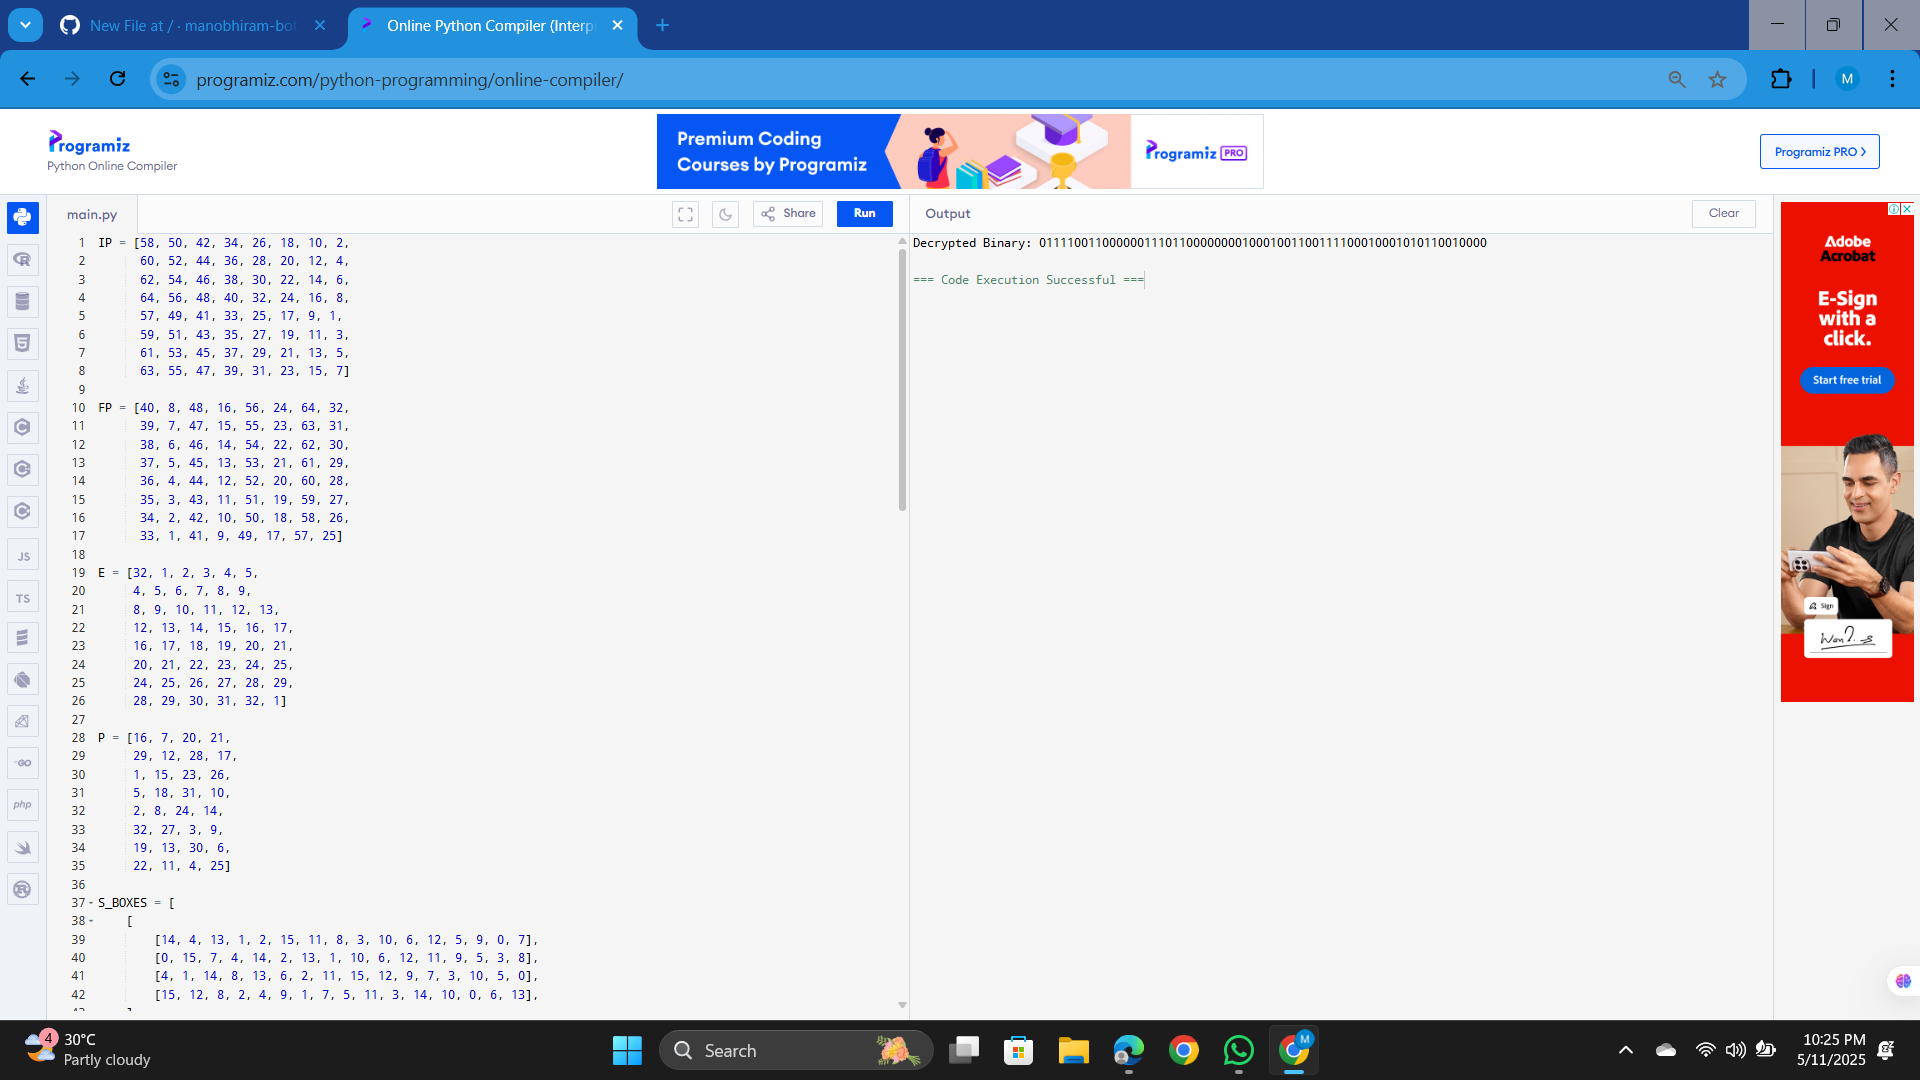 New File at / · manobhiram-bot
Online Python Compiler (Interp
programiz.com/python-programming/online-compiler/
M
Programiz
Python Online Compiler
Premium Coding
Courses by Programiz
Programiz PRO
Programiz PRO
main.py
Share
Run
Output
Clear
1 IP = [58, 50, 42, 34, 26, 18, 10, 2,
2 60, 52, 44, 36, 28, 20, 12, 4,
3 62, 54, 46, 38, 30, 22, 14, 6,
4 64, 56, 48, 40, 32, 24, 16, 8,
5 57, 49, 41, 33, 25, 17, 9, 1,
6 59, 51, 43, 35, 27, 19, 11, 3,
7 61, 53, 45, 37, 29, 21, 13, 5,
8 63, 55, 47, 39, 31, 23, 15, 7]
9
10 FP = [40, 8, 48, 16, 56, 24, 64, 32,
11 39, 7, 47, 15, 55, 23, 63, 31,
12 38, 6, 46, 14, 54, 22, 62, 30,
13 37, 5, 45, 13, 53, 21, 61, 29,
14 36, 4, 44, 12, 52, 20, 60, 28,
15 35, 3, 43, 11, 51, 19, 59, 27,
16 34, 2, 42, 10, 50, 18, 58, 26,
17 33, 1, 41, 9, 49, 17, 57, 25]
18
19 E = [32, 1, 2, 3, 4, 5,
20 4, 5, 6, 7, 8, 9,
21 8, 9, 10, 11, 12, 13,
22 12, 13, 14, 15, 16, 17,
23 16, 17, 18, 19, 20, 21,
24 20, 21, 22, 23, 24, 25,
25 24, 25, 26, 27, 28, 29,
26 28, 29, 30, 31, 32, 1]
27
28 P = [16, 7, 20, 21,
29 29, 12, 28, 17,
30 1, 15, 23, 26,
31 5, 18, 31, 10,
32 2, 8, 24, 14,
33 32, 27, 3, 9,
34 19, 13, 30, 6,
35 22, 11, 4, 25]
36
37 S_BOXES = [
38 [
39 [14, 4, 13, 1, 2, 15, 11, 8, 3, 10, 6, 12, 5, 9, 0, 7],
40 [0, 15, 7, 4, 14, 2, 13, 1, 10, 6, 12, 11, 9, 5, 3, 8],
41 [4, 1, 14, 8, 13, 6, 2, 11, 15, 12, 9, 7, 3, 10, 5, 0],
42 [15, 12, 8, 2, 4, 9, 1, 7, 5, 11, 3, 14, 10, 0, 6, 13],
Decrypted Binary:
=== Code Execution Successful ===
JS
TS
GO
php
Adobe
Acrobat
E-Sign
with a
click.
Start free trial
Sign
4
30°C
Partly cloudy
Search
M
10:25 PM
5/11/2025